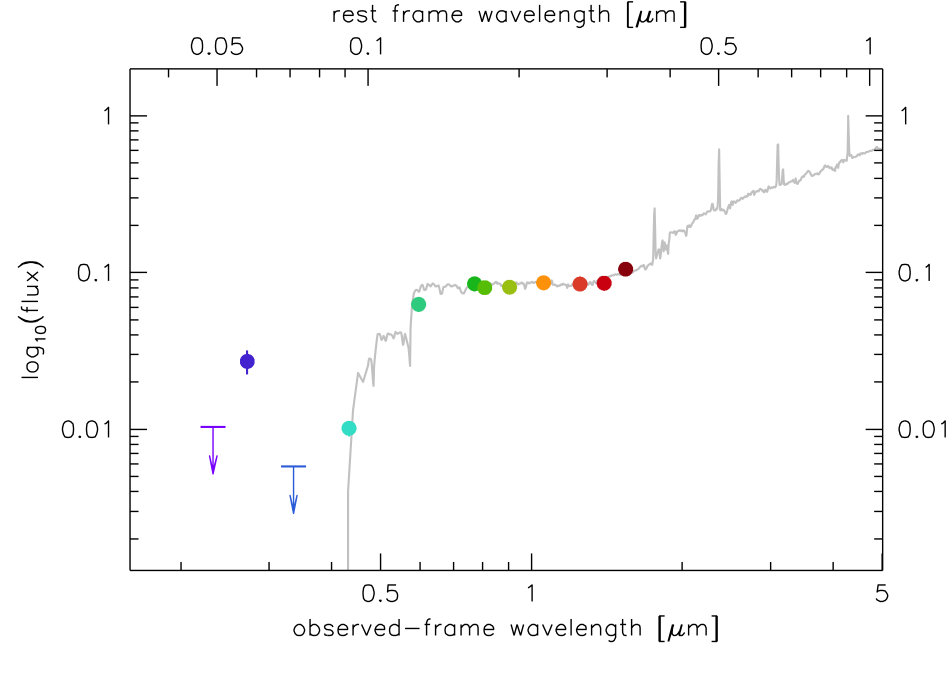 rest frame wavelength [μm]
0.05 0.1 0.5 1
1 1
0.1 0.1
log10(flux)
0.01 0.01
0.5 1 5
observed-frame wavelength [μm]